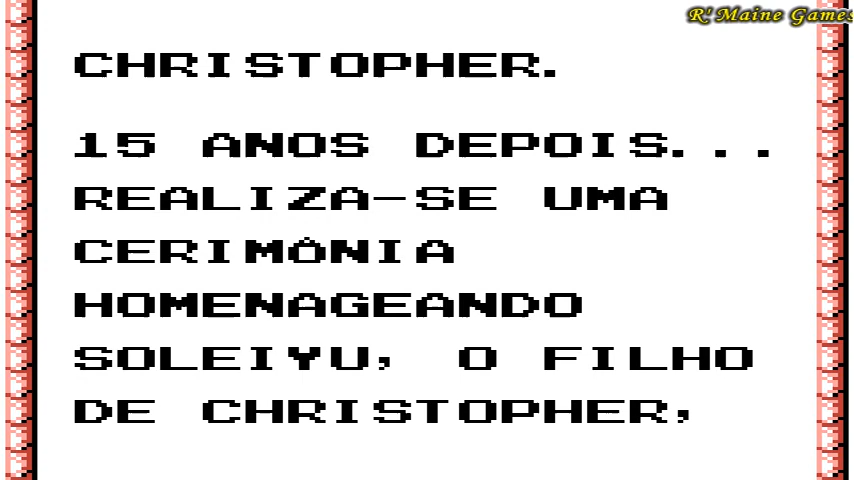 R' Maine Games
CHRISTOPHER.
15 ANOS DEPOIS...
REALIZA-SE UMA
CERIMÔNIA
HOMENAGEANDO
SOLEIYU, O FILHO
DE CHRISTOPHER,